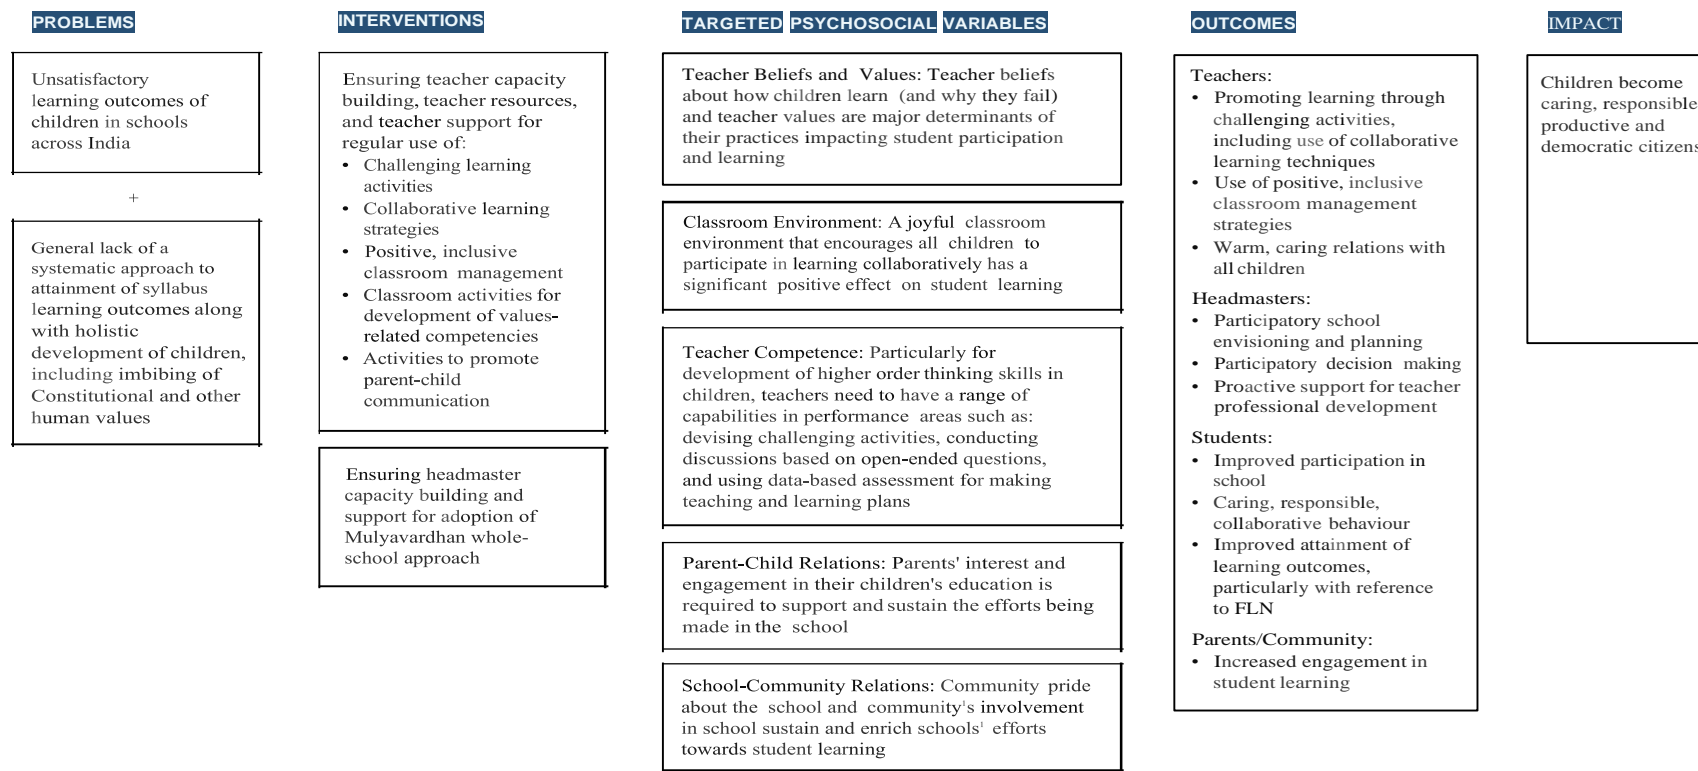 PROBLEMS
Unsatisfactory
learning outcomes of
children in schools
across India
+
General lack of a
systematic approach to
attainment of syllabus
learning outcomes along
with holistic
development of children,
including imbibing of
Constitutional and other
human values
INTERVENTIONS
Ensuring teacher capacity
building, teacher resources,
and teacher support for
regular use of:
• Challenging learning
activities
• Collaborative learning
strategies
• Positive, inclusive
classroom management
• Classroom activities for
development of values-
related competencies
• Activities to promote
parent-child
communication
Ensuring headmaster
capacity building and
support for adoption of
Mulyavardhan whole-
school approach
TARGETED PSYCHOSOCIAL VARIABLES
Teacher Beliefs and Values: Teacher beliefs
about how children learn (and why they fail)
and teacher values are major determinants of
their practices impacting student participation
and learning
Classroom Environment: A joyful classroom
environment that encourages all children to
participate in learning collaboratively has a
significant positive effect on student learning
Teacher Competence: Particularly for
development of higher order thinking skills in
children, teachers need to have a range of
capabilities in performance areas such as:
devising challenging activities, conducting
discussions based on open-ended questions,
and using data-based assessment for making
teaching and learning plans
Parent-Child Relations: Parents' interest and
engagement in their children's education is
required to support and sustain the efforts being
made in the school
School-Community Relations: Community pride
about the school and community's involvement
in school sustain and enrich schools' efforts
towards student learning
OUTCOMES
Teachers:
• Promoting learning through
challenging activities,
including use of collaborative
learning techniques
• Use of positive, inclusive
classroom management
strategies
• Warm, caring relations with
all children
Headmasters:
• Participatory school
envisioning and planning
• Participatory decision making
• Proactive support for teacher
professional development
Students:
• Improved participation in
school
• Caring, responsible,
collaborative behaviour
• Improved attainment of
learning outcomes,
particularly with reference
to FLN
Parents/Community:
• Increased engagement in
student learning
IMPACT
Children become
caring, responsible
productive and
democratic citizens